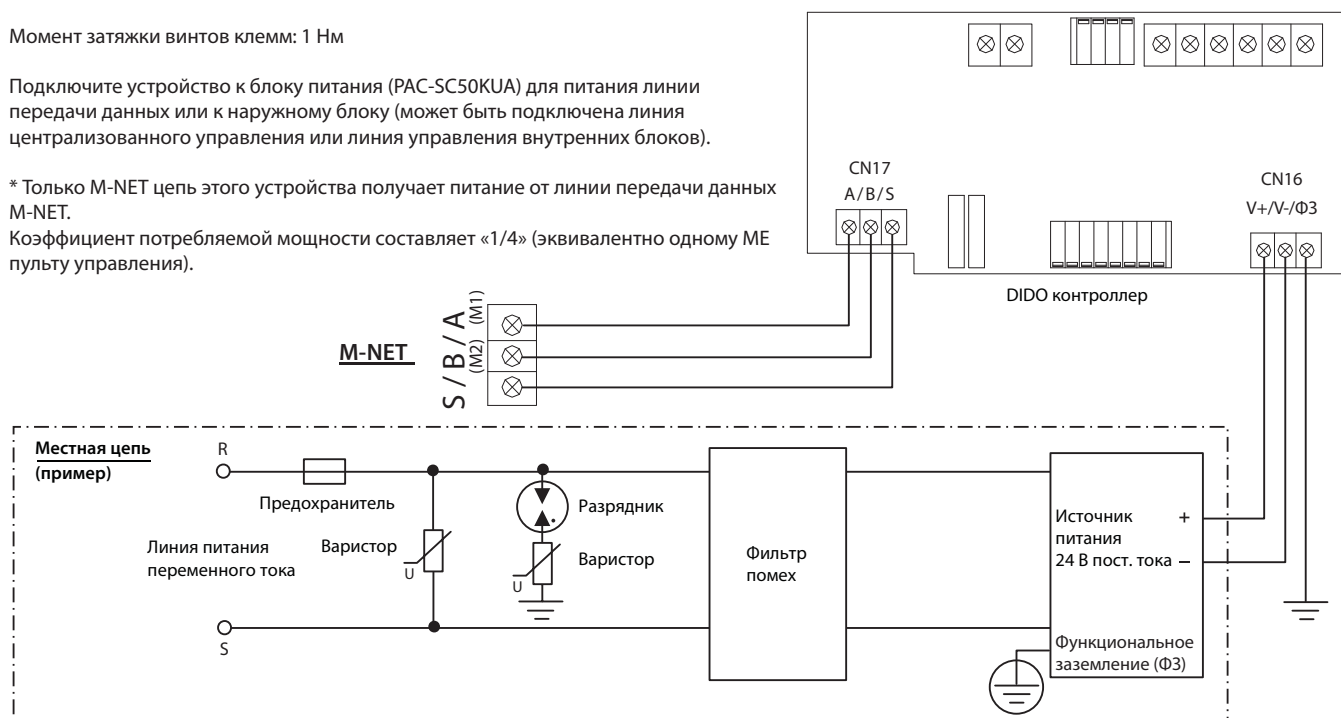 Момент затяжки винтов клемм: 1 Нм
Подключите устройство к блоку питания (PAC-SC50KUA) для питания линии
передачи данных или к наружному блоку (может быть подключена линия
централизованного управления или линия управления внутренних блоков).
* Только M-NET цепь этого устройства получает питание от линии передачи данных
M-NET.
Коэффициент потребляемой мощности составляет «1/4» (эквивалентно одному ME
пульту управления).
CN17
A/B/S
CN16
V+/V-/ФЗ
DIDO контроллер
M-NET
S / B / A
(M2) (M1)
Местная цепь
(пример)
R
Предохранитель
Разрядник
Линия питания
переменного тока
Варистор
U
Варистор
U
Фильтр
помех
Источник
питания
24 В пост. тока
+
–
Функциональное
заземление (ФЗ)
S